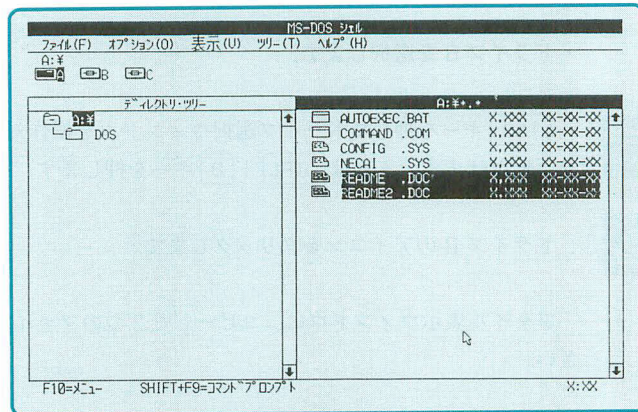 MS-DOS シェル
ファイル(F) オプション(O) 表示(V) ツリー(T) ヘルプ(H)
A:¥
A B C
ディレクトリ・ツリー
A:¥
DOS
A:¥*.*
AUTOEXEC.BAT X,XXX XX-XX-XX
COMMAND .COM X,XXX XX-XX-XX
CONFIG .SYS X,XXX XX-XX-XX
NECAI .SYS X,XXX XX-XX-XX
README .DOC X,XXX XX-XX-XX
README2 .DOC X,XXX XX-XX-XX
F10=メニュー SHIFT+F9=コマンドプロンプト X:XX